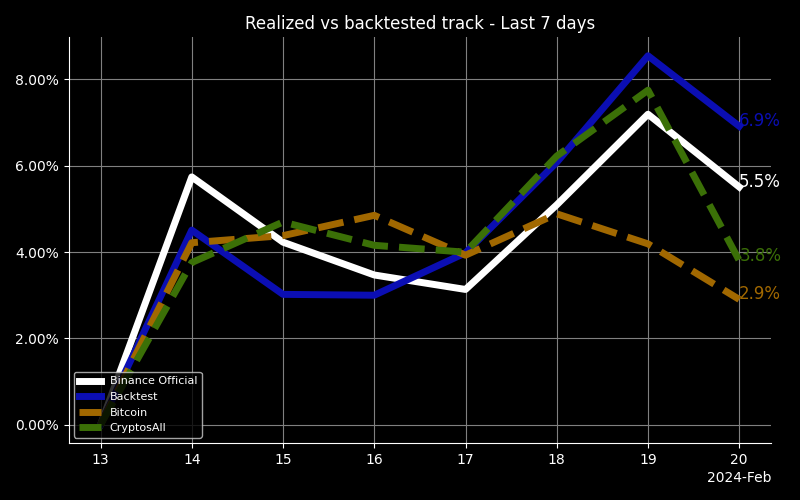 Realized vs backtested track - Last 7 days
8.00%
6.00%
4.00%
2.00%
0.00%
6.9%
5.5%
3.8%
2.9%
Binance Official
Backtest
Bitcoin
CryptosAll
13 14 15 16 17 18 19 20
2024-Feb